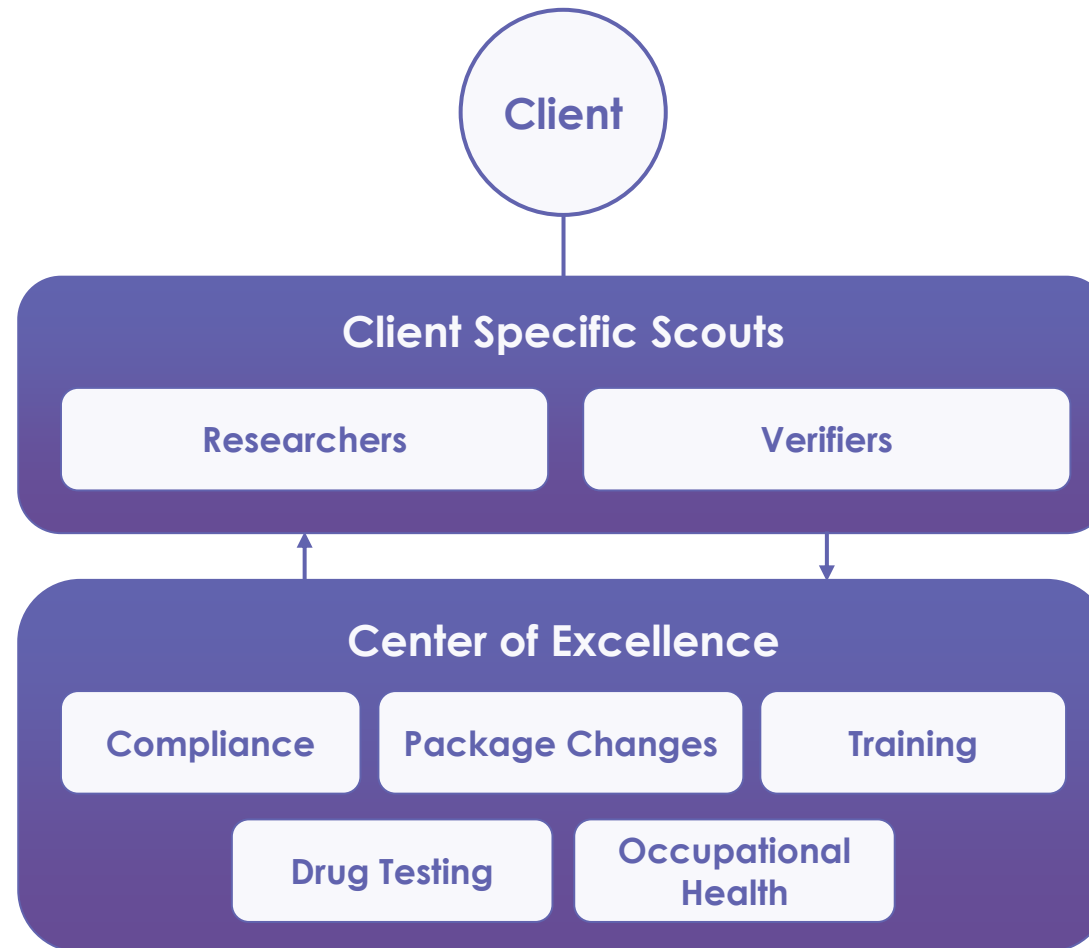 Client
Client Specific Scouts
Researchers
Verifiers
Center of Excellence
Compliance
Package Changes
Training
Drug Testing
Occupational
Health